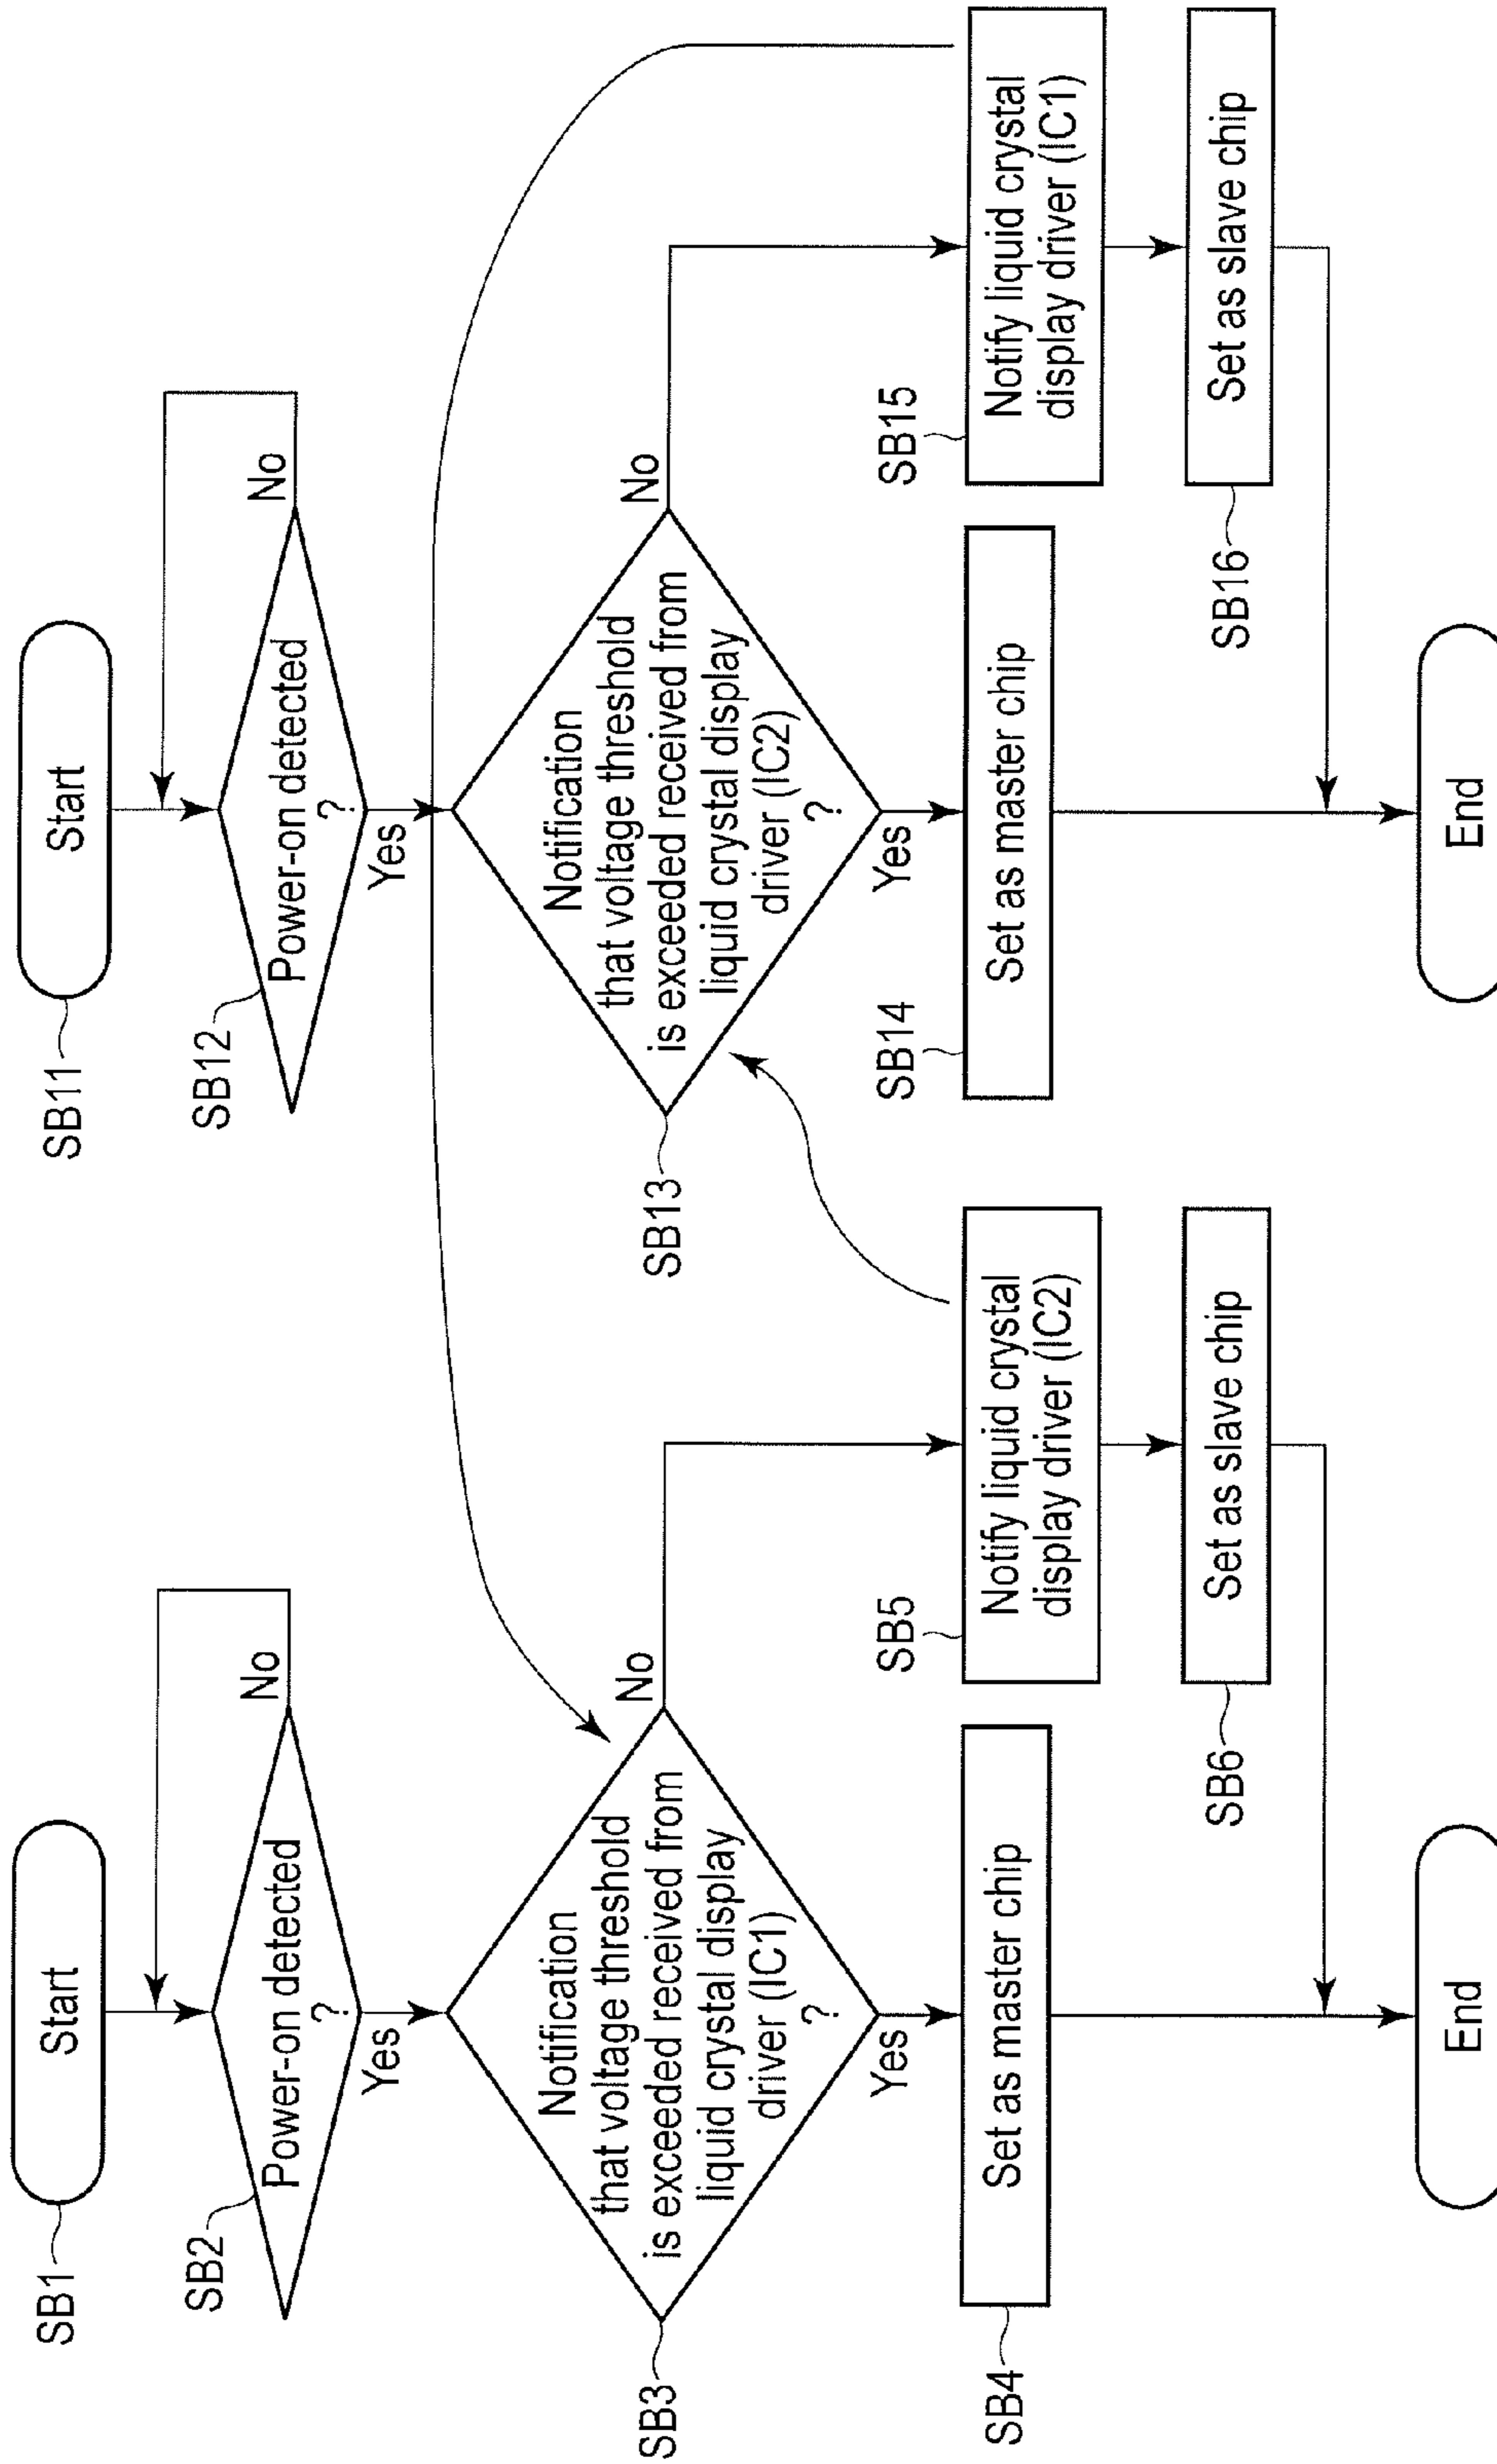 SB1
Start
SB2
Power-on detected
?
No
Yes
SB3
Notification
that voltage threshold
is exceeded received from
liquid crystal display
driver (IC1)
?
No
Yes
SB4
Set as master chip
SB5
Notify liquid crystal
display driver (IC2)
SB6
Set as slave chip
End
SB11
Start
SB12
Power-on detected
?
No
Yes
SB13
Notification
that voltage threshold
is exceeded received from
liquid crystal display
driver (IC2)
?
No
Yes
SB14
Set as master chip
SB15
Notify liquid crystal
display driver (IC1)
SB16
Set as slave chip
End